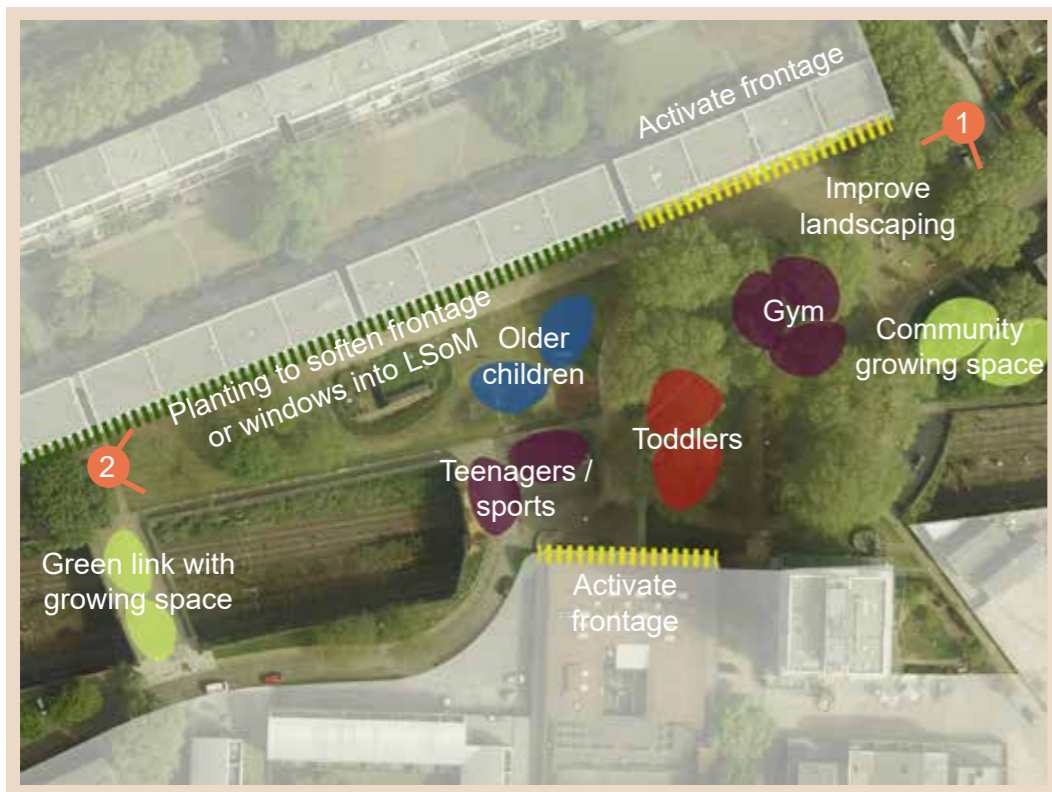 Activate frontage
1
Improve
landscaping
Planting to soften frontage
or windows into LSoM
Older
children
Gym
Community
growing space
Toddlers
2
Teenagers /
sports
Green link with
growing space
Activate
frontage